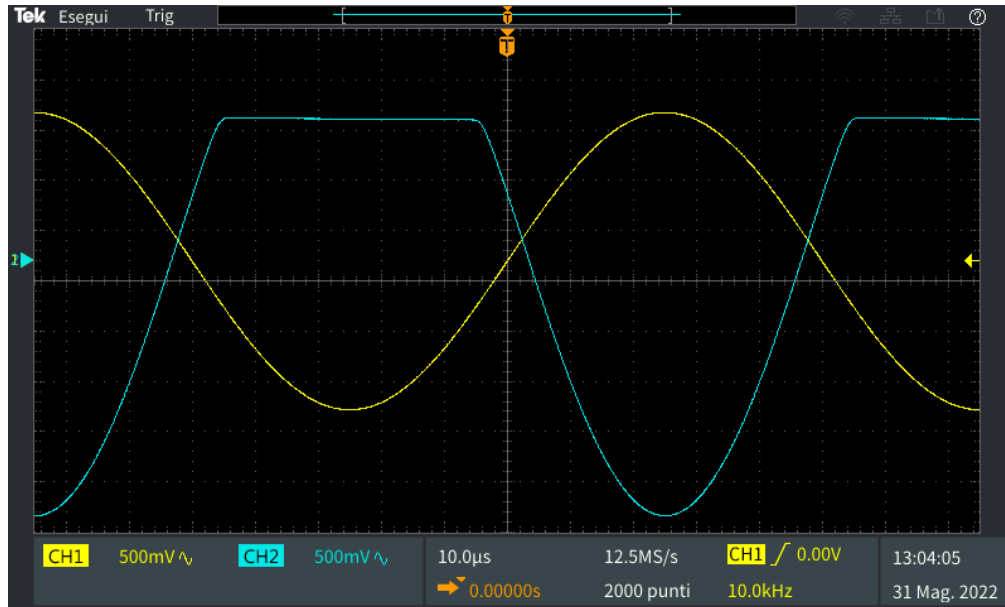 Tek Esegui Trig
T
T
1
CH1 500mV CH2 500mV 10.0µs 12.5MS/s CH1 0.00V 13:04:05
0.00000s 2000 punti 10.0kHz 31 Mag. 2022